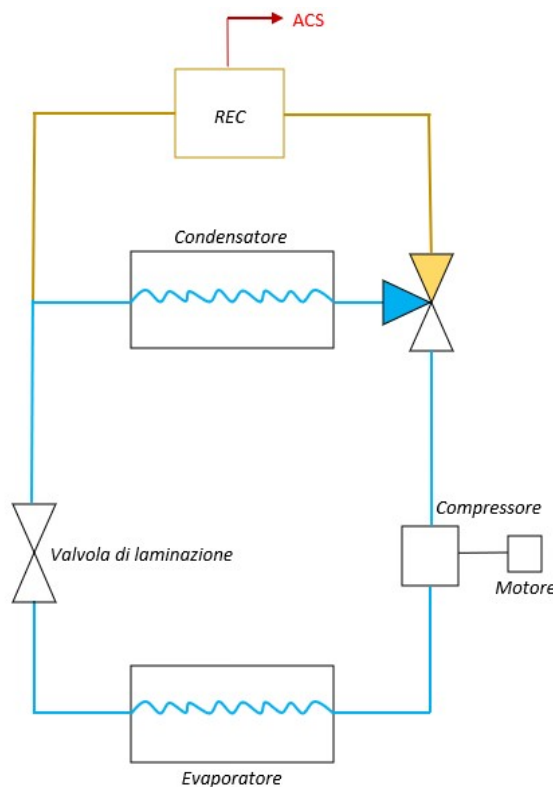 ACS
REC
Condensatore
Compressore
Valvola di laminazione
Motore
Evaporatore